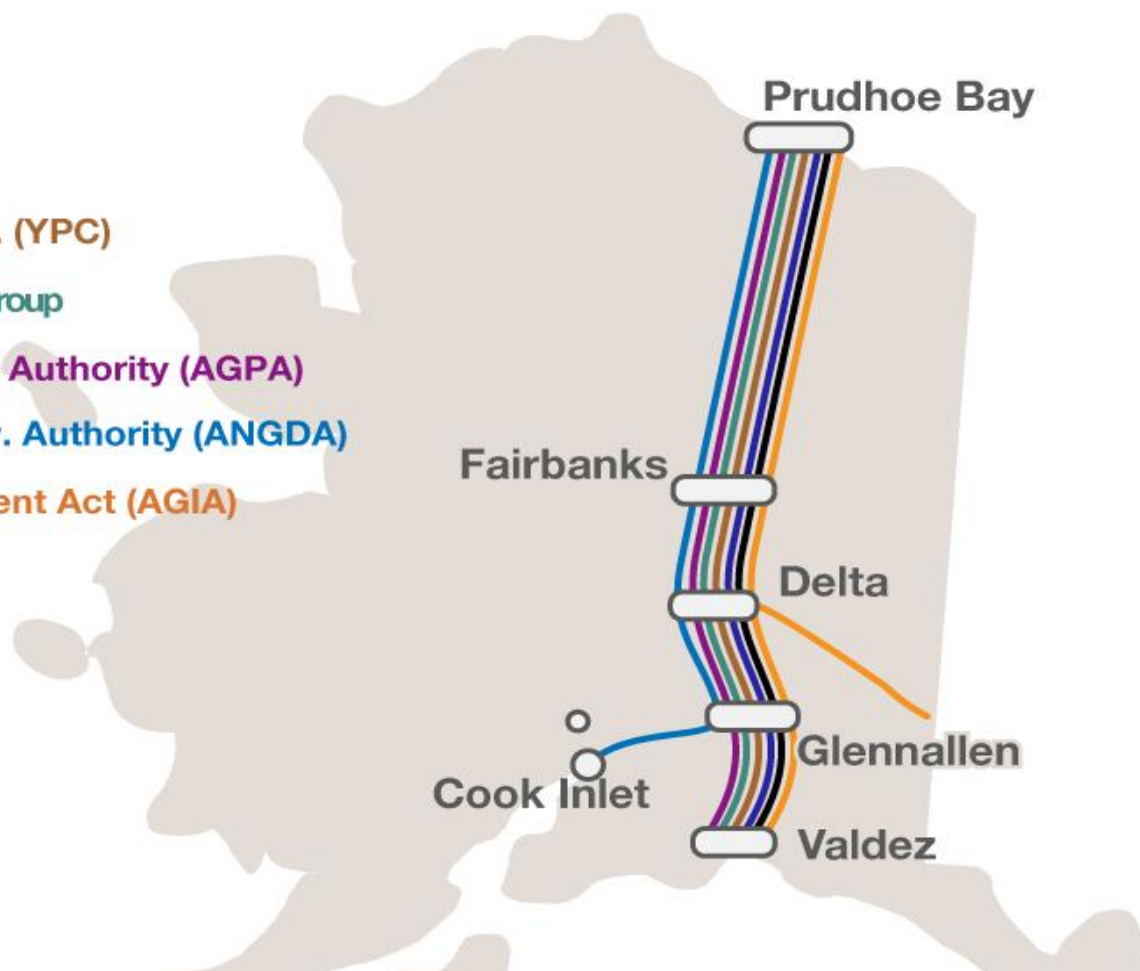 Prudhoe Bay
. (YPC)
roup
Authority (AGPA)
. Authority (ANGDA)
Fairbanks
ent Act (AGIA)
Delta
Glennallen
Cook Inlet
Valdez